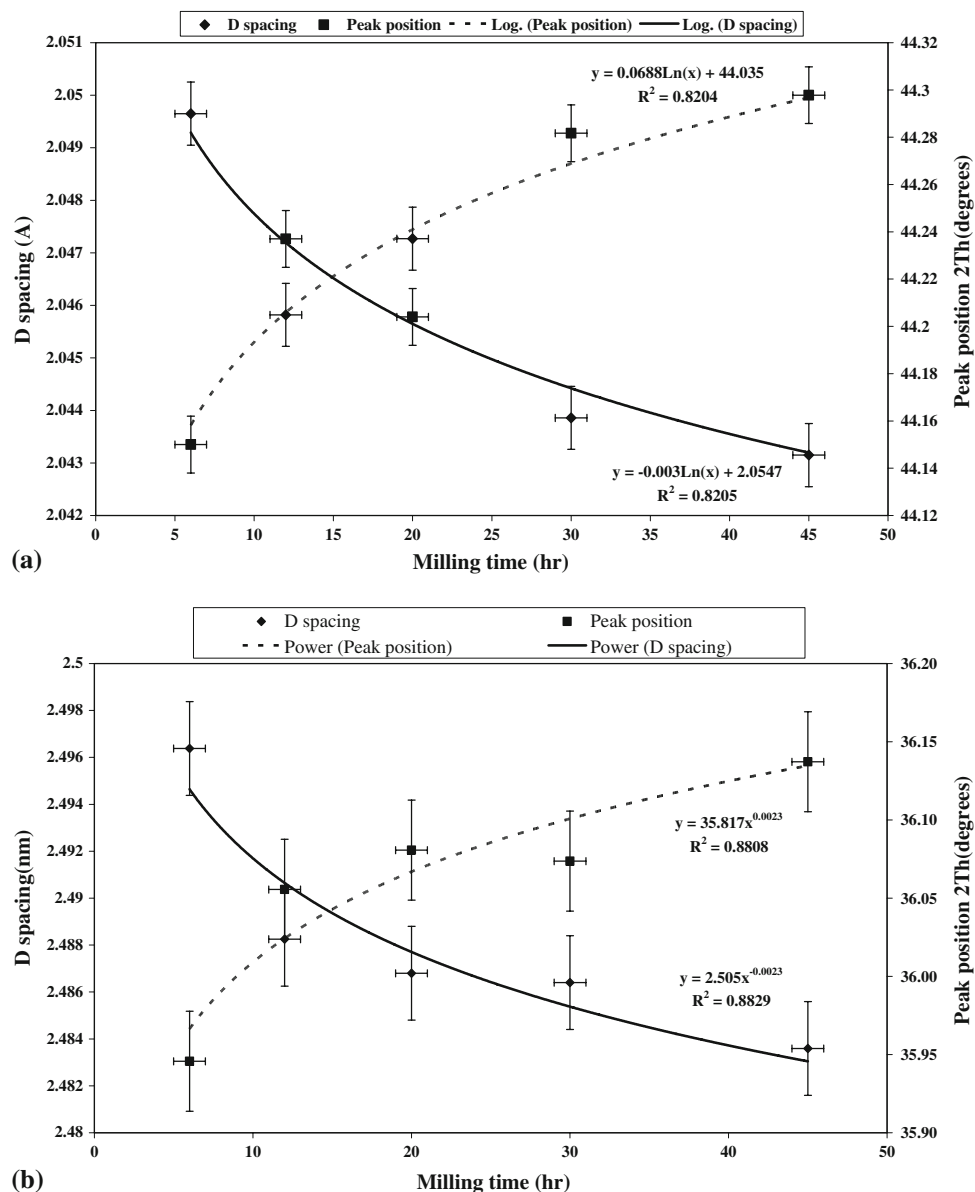 D spacing Peak position Log. (Peak position) Log. (D spacing)
2.051
2.05
2.049
2.048
2.047
2.046
2.045
2.044
2.043
2.042
D spacing (A)
44.32
44.3
44.28
44.26
44.24
44.22
44.2
44.18
44.16
44.14
44.12
Peak position 2Th(degrees)
y = 0.0688Ln(x) + 44.035
R² = 0.8204
y = -0.003Ln(x) + 2.0547
R² = 0.8205
0 5 10 15 20 25 30 35 40 45 50
(a) Milling time (hr)
D spacing Peak position
Power (Peak position) Power (D spacing)
2.5
2.498
2.496
2.494
2.492
2.49
2.488
2.486
2.484
2.482
2.48
D spacing(nm)
36.20
36.15
36.10
36.05
36.00
35.95
35.90
Peak position 2Th(degrees)
y = 35.817x^0.0023
R² = 0.8808
y = 2.505x^-0.0023
R² = 0.8829
0 10 20 30 40 50
(b) Milling time (hr)